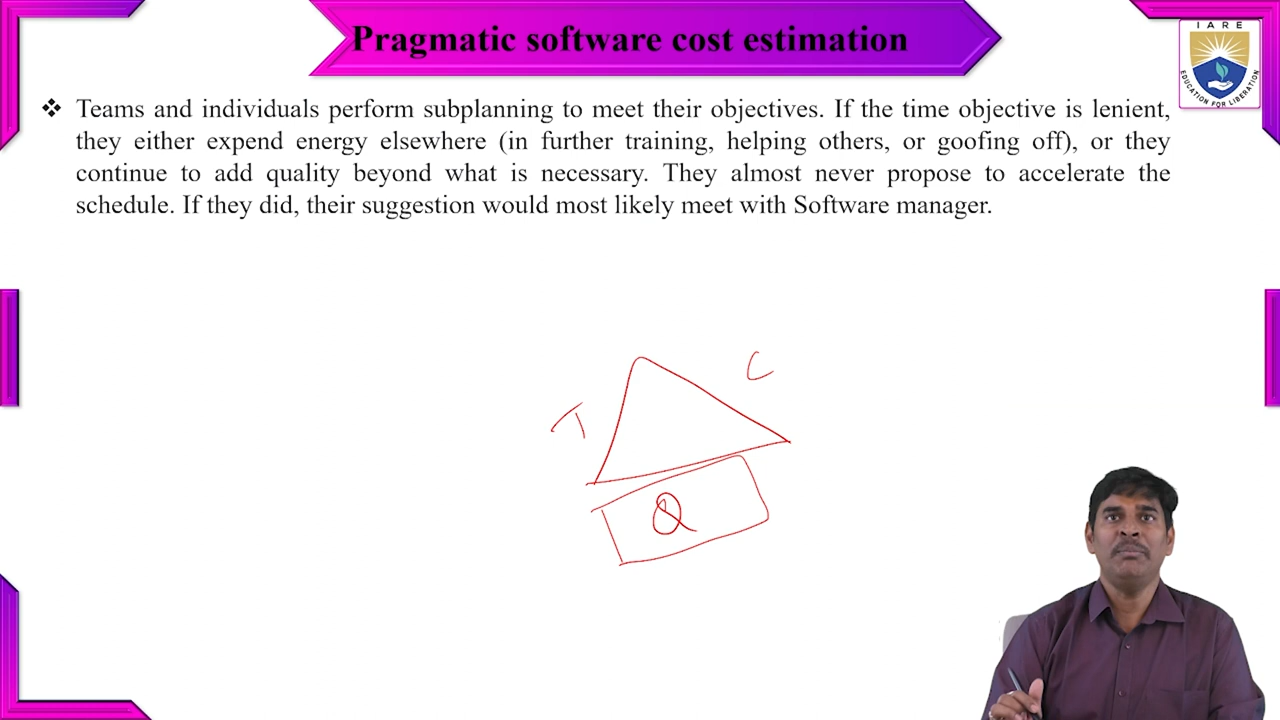 Pragmatic software cost estimation
IARE
EDUCATION FOR LIBERATION
❖ Teams and individuals perform subplanning to meet their objectives. If the time objective is lenient,
they either expend energy elsewhere (in further training, helping others, or goofing off), or they
continue to add quality beyond what is necessary. They almost never propose to accelerate the
schedule. If they did, their suggestion would most likely meet with Software manager.
C
T
Q